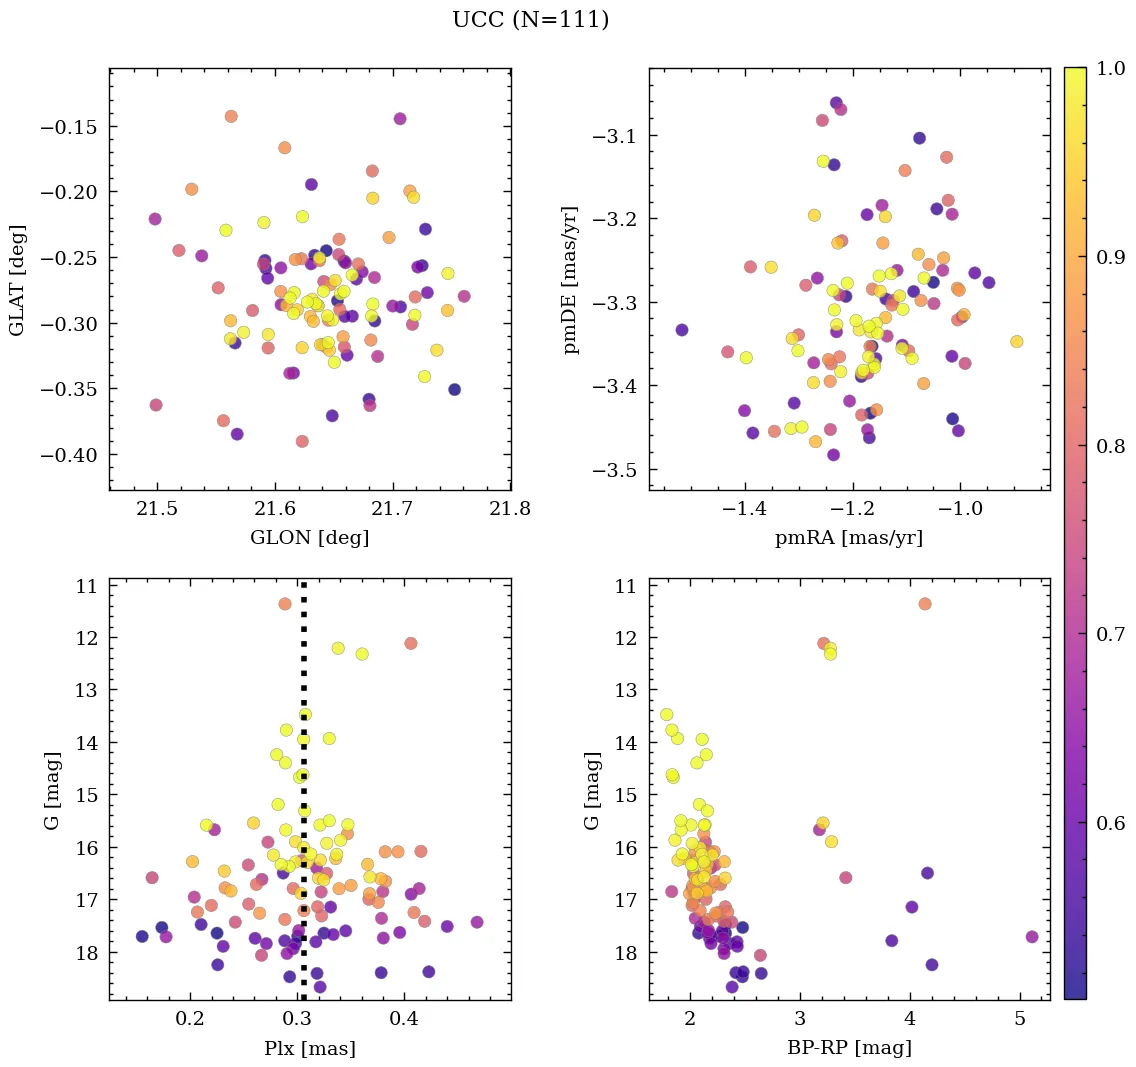 UCC (N=111)
−0.15
−0.20
−0.25
−0.30
−0.35
−0.40
GLAT [deg]
21.5 21.6 21.7 21.8
GLON [deg]
−3.1
−3.2
−3.3
−3.4
−3.5
pmDE [mas/yr]
−1.4 −1.2 −1.0
pmRA [mas/yr]
1.0
0.9
0.8
0.7
0.6
11
12
13
14
15
16
17
18
G [mag]
0.2 0.3 0.4
Plx [mas]
11
12
13
14
15
16
17
18
G [mag]
2 3 4 5
BP-RP [mag]